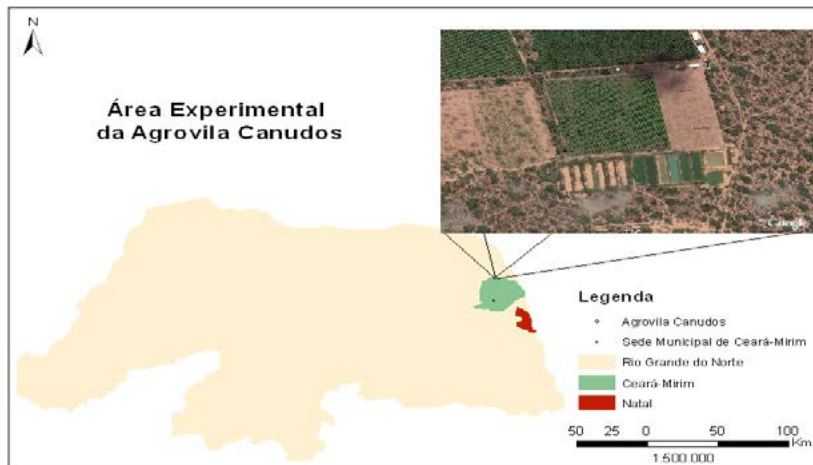 N
Área Experimental
da Agrovila Canudos
Google
Legenda
Agrovila Canudos
Sede Municipal de Ceará-Mirim
Rio Grande do Norte
Ceará-Mirim
Natal
50 25 0 50 100
Km
1:500.000